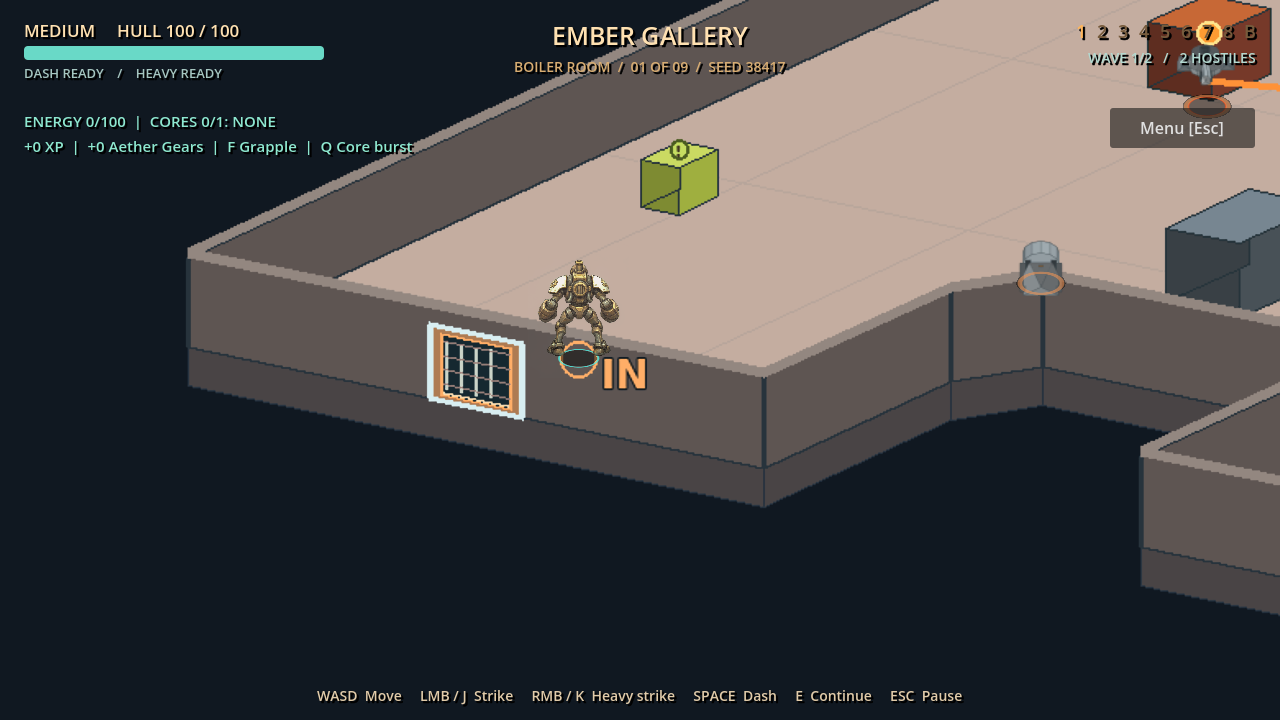 MEDIUM HULL 100 / 100
DASH READY / HEAVY READY
ENERGY 0/100 | CORES 0/1: NONE
+0 XP | +0 Aether Gears | F Grapple | Q Core burst
EMBER GALLERY
BOILER ROOM / 01 OF 09 / SEED 38417
1 2 3 4 5 6 7 8 B
WAVE 1/2 / 2 HOSTILES
Menu [Esc]
IN
WASD Move LMB / J Strike RMB / K Heavy strike SPACE Dash E Continue ESC Pause